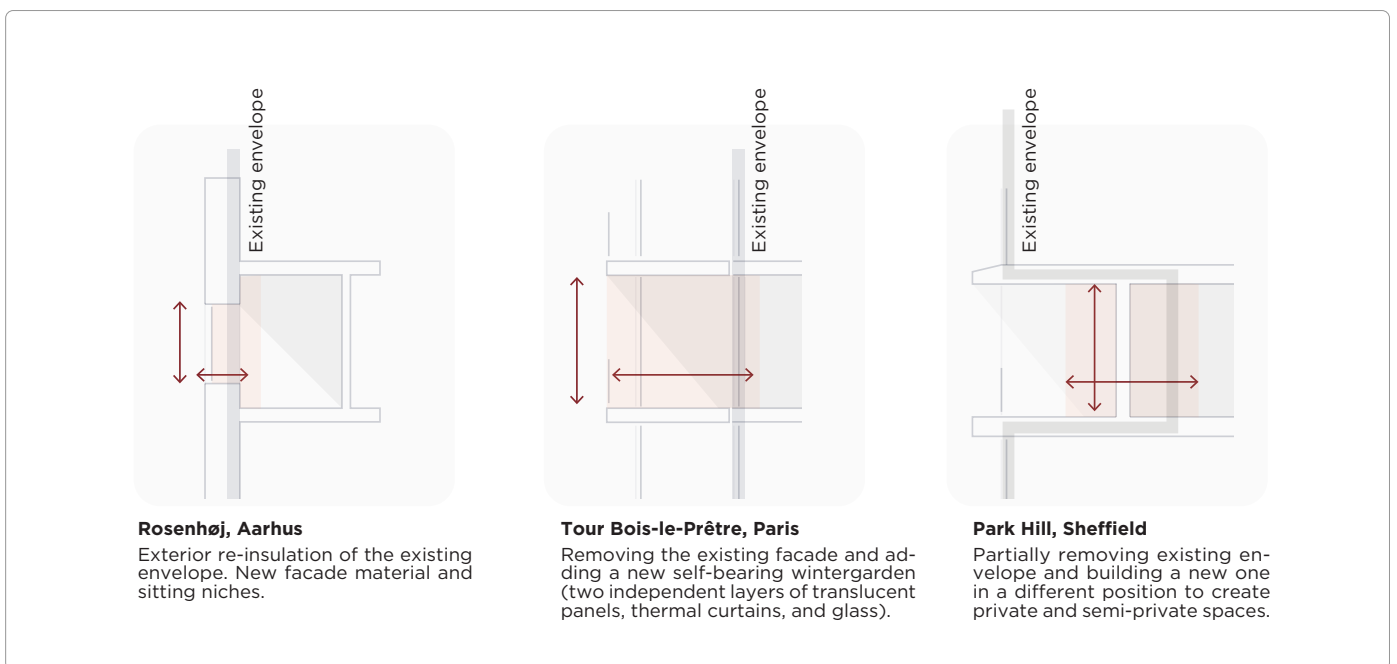 Existing envelope
Existing envelope
Existing envelope
Rosenhøj, Aarhus
Exterior re-insulation of the existing
envelope. New facade material and
sitting niches.
Tour Bois-le-Prêtre, Paris
Removing the existing facade and ad-
ding a new self-bearing wintergarden
(two independent layers of translucent
panels, thermal curtains, and glass).
Park Hill, Sheffield
Partially removing existing en-
velope and building a new one
in a different position to create
private and semi-private spaces.